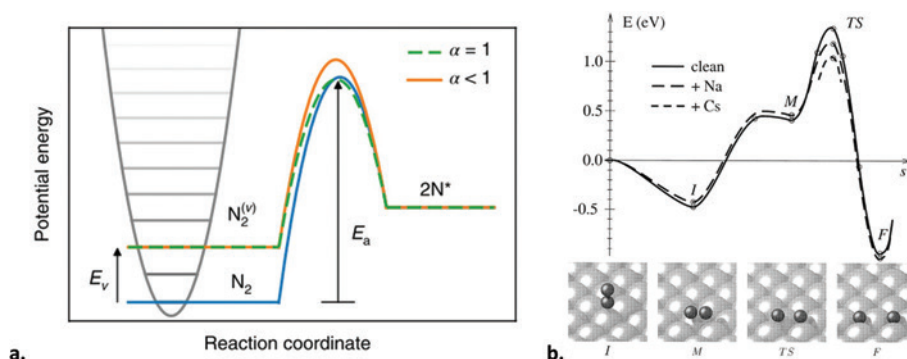 Potential energy
α = 1
α < 1
N₂⁽ᵛ⁾
2N*
Eₐ
Eᵥ
N₂
Reaction coordinate
a.
E (eV)
TS
clean
+ Na
+ Cs
M
1.0
0.5
0.0
-0.5
s
I
F
I
M
TS
F
b.